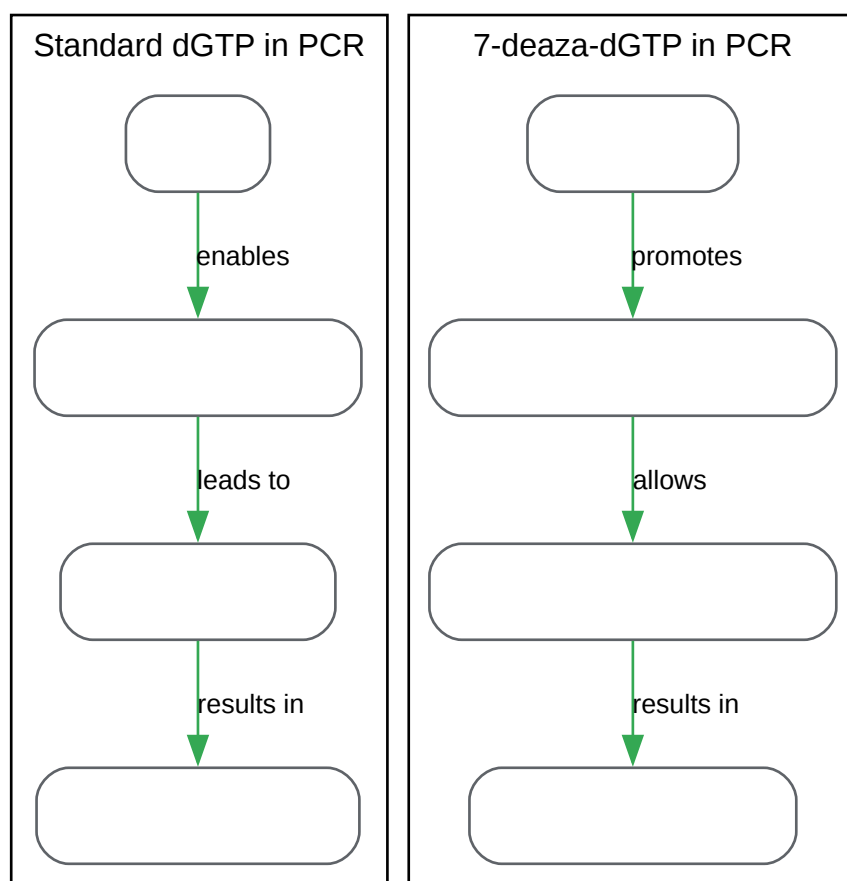 Standard dGTP in PCR
enables
leads to
results in
7-deaza-dGTP in PCR
promotes
allows
results in